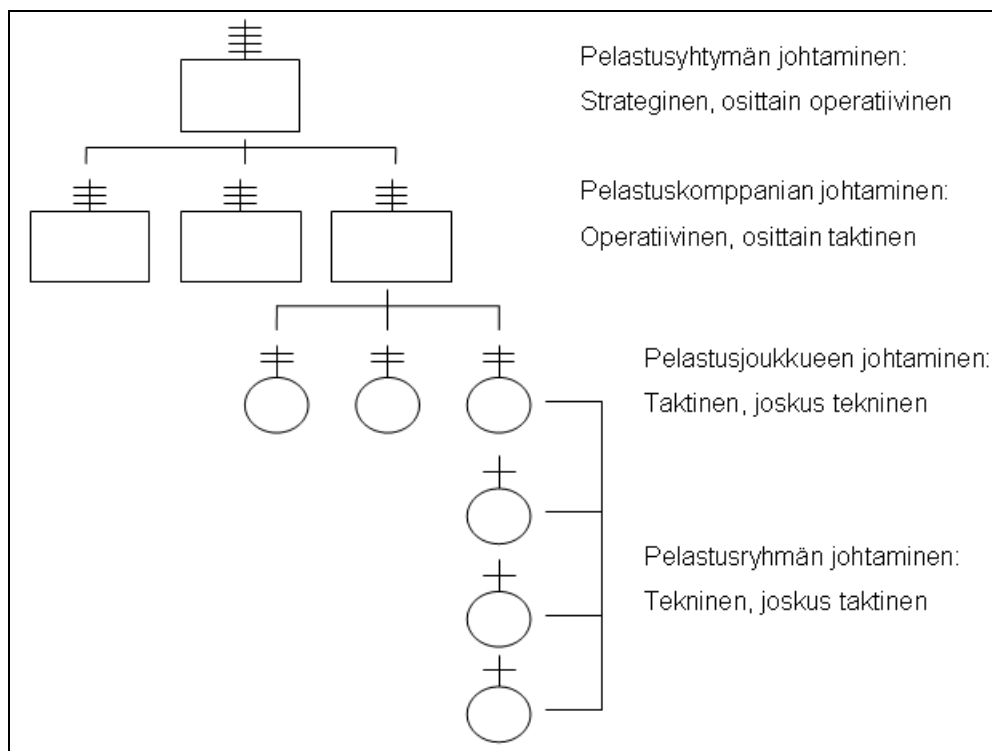 Pelastusyhtymän johtaminen:
Strateginen, osittain operatiivinen
Pelastuskomppanian johtaminen:
Operatiivinen, osittain taktinen
Pelastusjoukkueen johtaminen:
Taktinen, joskus tekninen
Pelastusryhmän johtaminen:
Tekninen, joskus taktinen